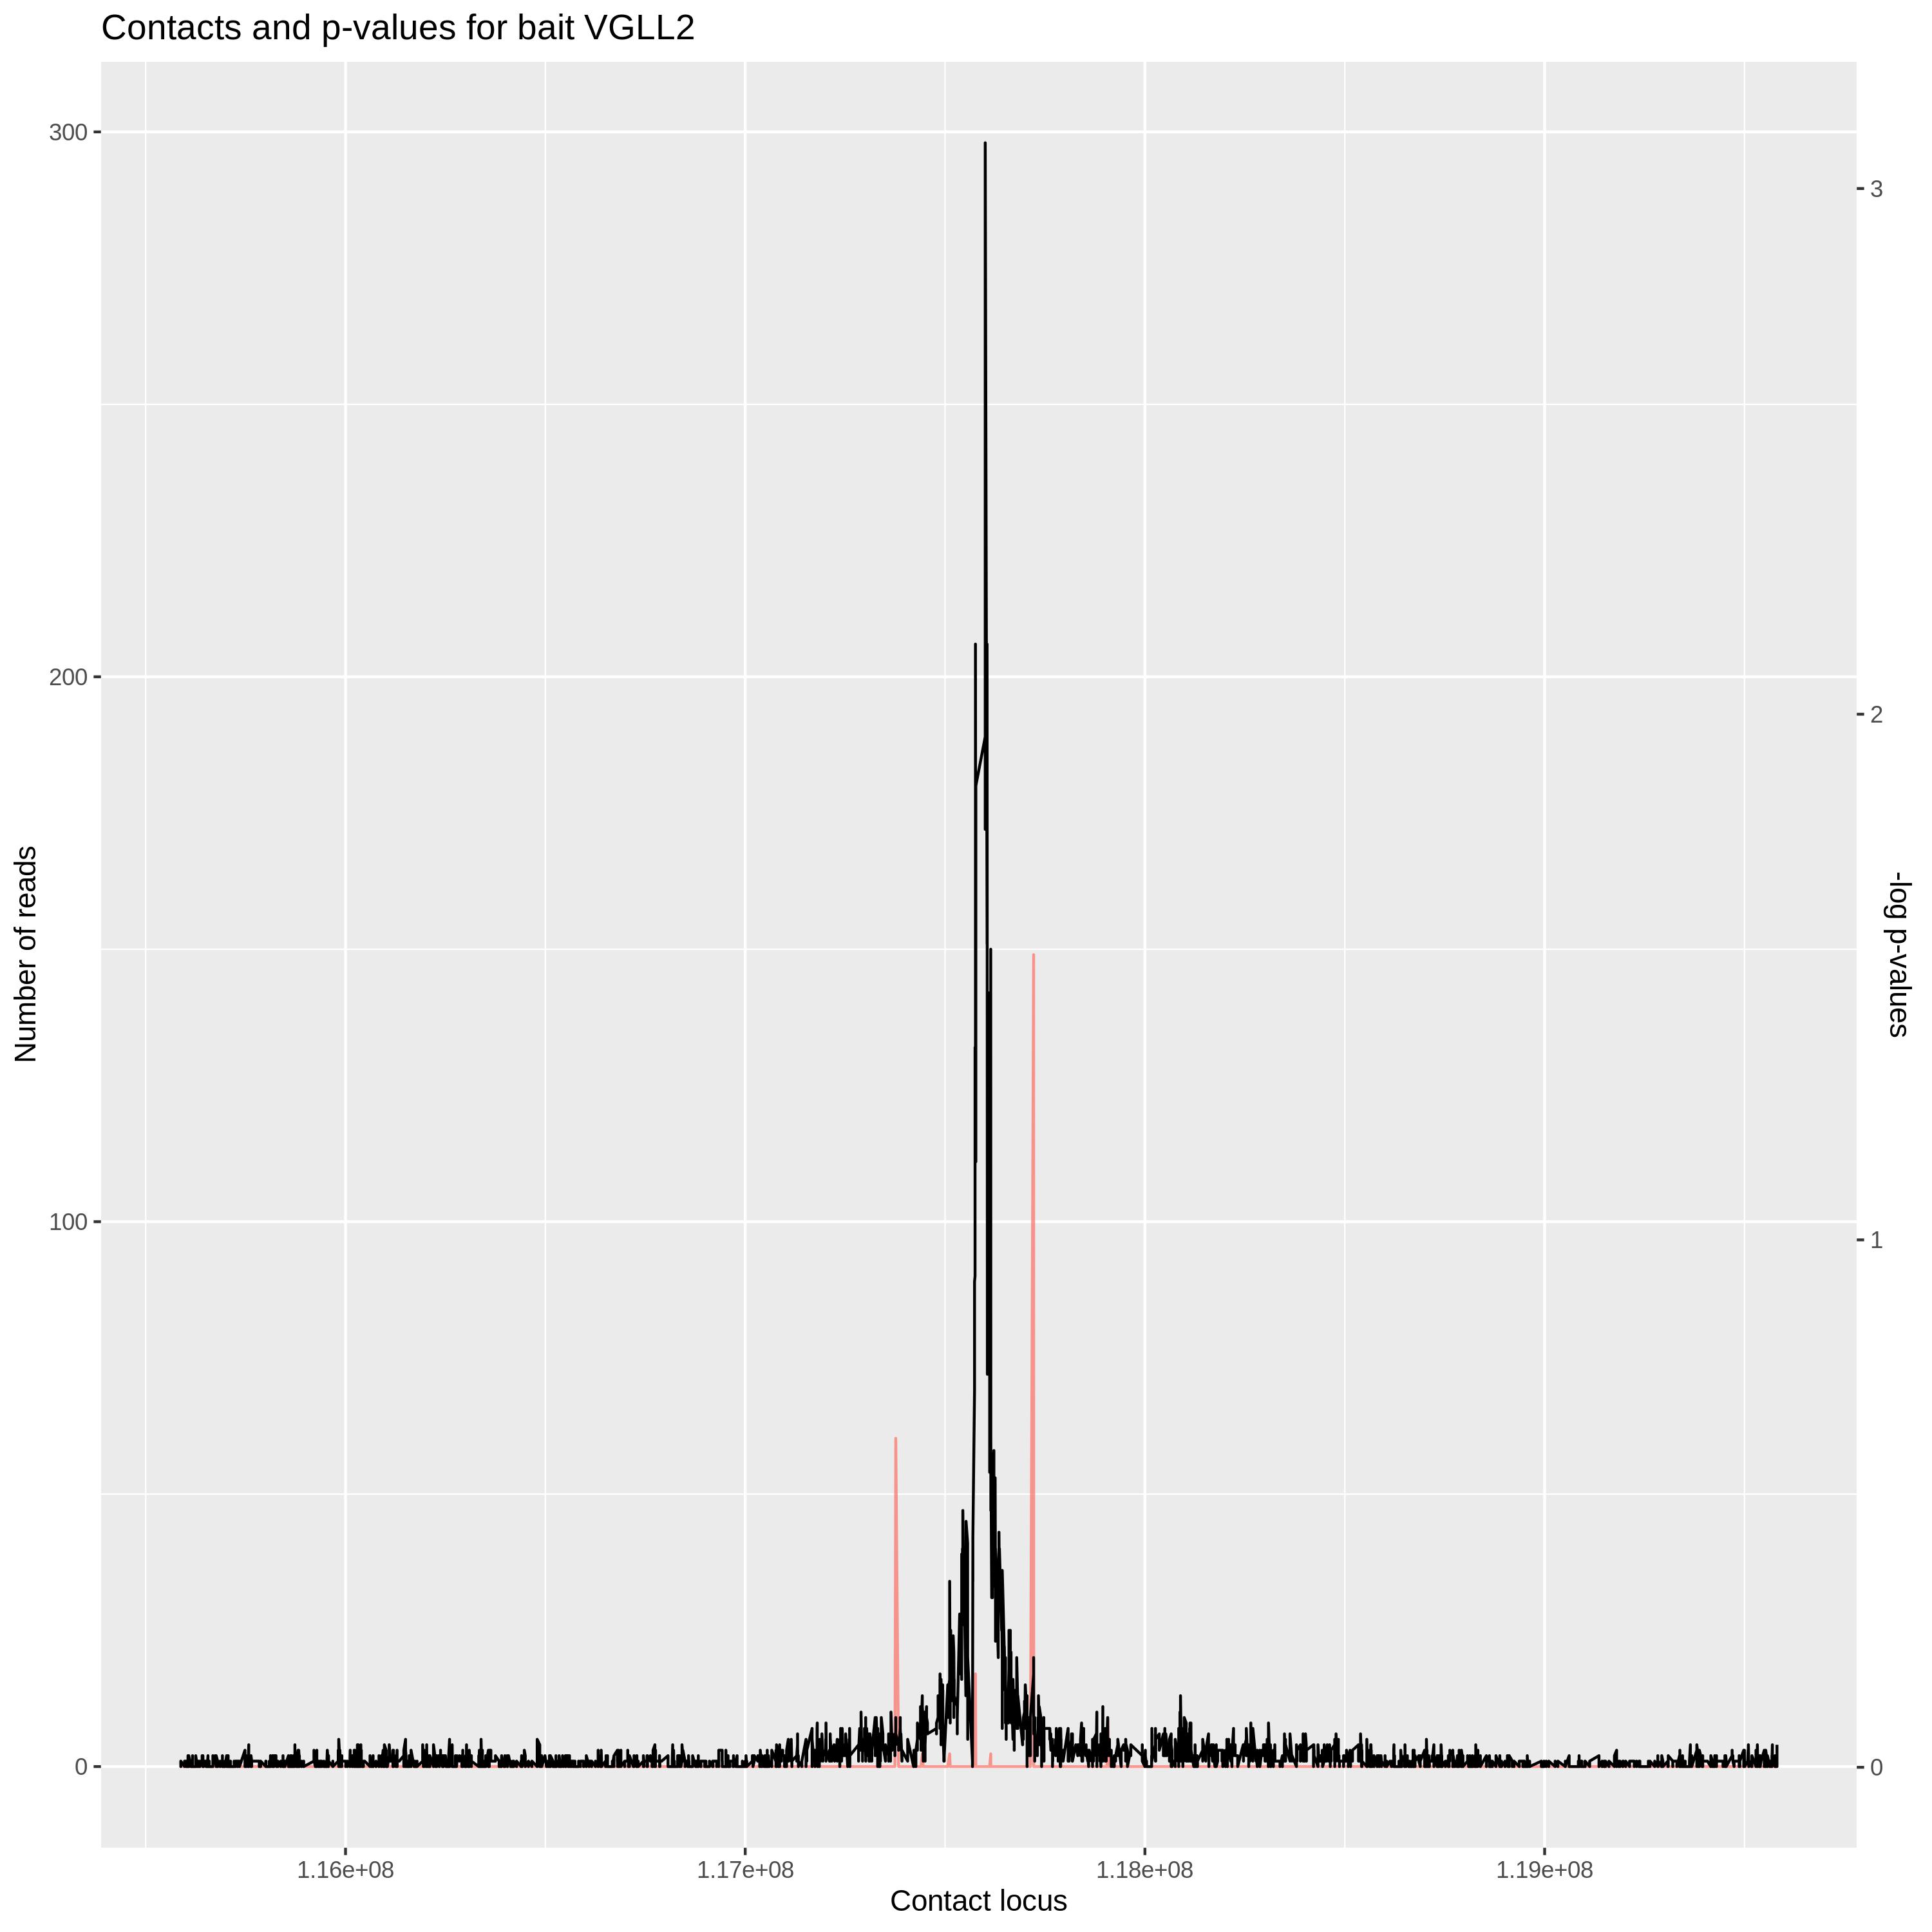 Contacts and p-values for bait VGLL2
300
200
100
0
Number of reads
3
2
1
0
-log p-values
1.16e+08
1.17e+08
1.18e+08
1.19e+08
Contact locus